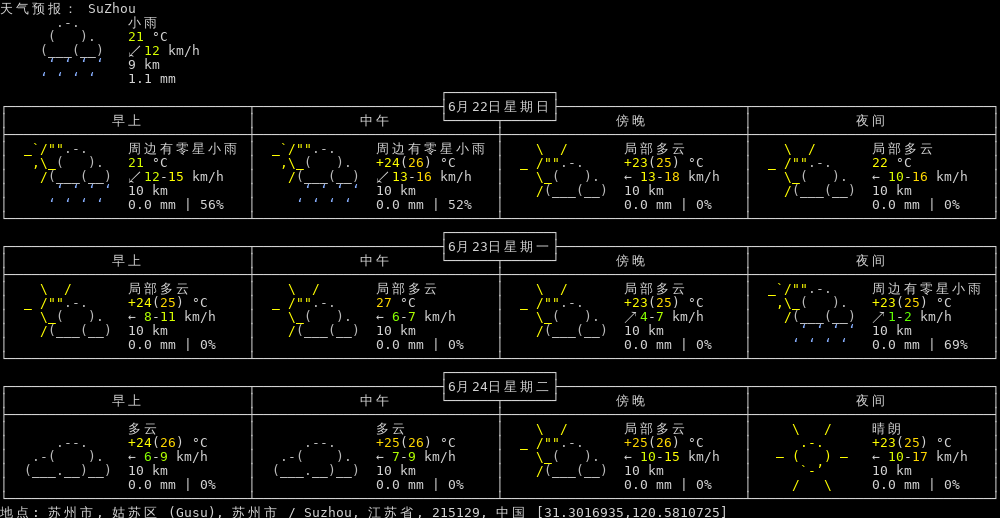 天气预报: SuZhou
小雨
21 °C
↙ 12 km/h
9 km
1.1 mm
6月22日星期日
早上 中午 傍晚 夜间
周边有零星小雨 周边有零星小雨 局部多云 局部多云
21 °C +24(26) °C +23(25) °C 22 °C
↙ 12-15 km/h ↙ 13-16 km/h ← 13-18 km/h ← 10-16 km/h
10 km 10 km 10 km 10 km
0.0 mm | 56% 0.0 mm | 52% 0.0 mm | 0% 0.0 mm | 0%
6月23日星期一
早上 中午 傍晚 夜间
局部多云 局部多云 局部多云 周边有零星小雨
+24(25) °C 27 °C +23(25) °C +23(25) °C
← 8-11 km/h ← 6-7 km/h ↗ 4-7 km/h ↗ 1-2 km/h
10 km 10 km 10 km 10 km
0.0 mm | 0% 0.0 mm | 0% 0.0 mm | 0% 0.0 mm | 69%
6月24日星期二
早上 中午 傍晚 夜间
多云 多云 局部多云 晴朗
+24(26) °C +25(26) °C +25(26) °C +23(25) °C
← 6-9 km/h ← 7-9 km/h ← 10-15 km/h ← 10-17 km/h
10 km 10 km 10 km 10 km
0.0 mm | 0% 0.0 mm | 0% 0.0 mm | 0% 0.0 mm | 0%
地点: 苏州市, 姑苏区 (Gusu), 苏州市 / Suzhou, 江苏省, 215129, 中国 [31.3016935,120.5810725]